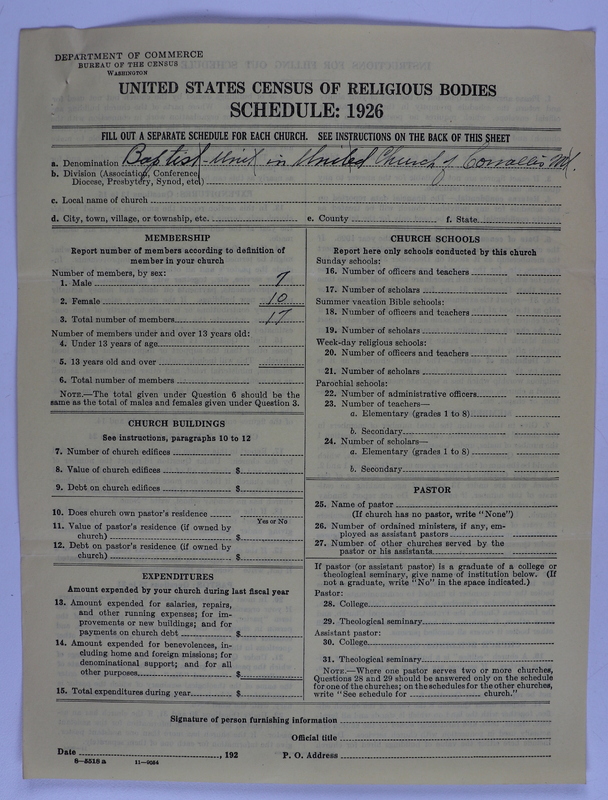 DEPARTMENT OF COMMERCE
BUREAU OF THE CENSUS
WASHINGTON
UNITED STATES CENSUS OF RELIGIOUS BODIES
SCHEDULE: 1926
FILL OUT A SEPARATE SCHEDULE FOR EACH CHURCH. SEE INSTRUCTIONS ON THE BACK OF THIS SHEET
a. Denomination Baptist-Unit in United Church of Corvallis Mt.
b. Division (Association, Conference,
Diocese, Presbytery, Synod, etc.)
c. Local name of church
d. City, town, village, or township, etc. e. County f. State
MEMBERSHIP
Report number of members according to definition of
member in your church
Number of members, by sex:
1. Male 7
2. Female 10
3. Total number of members 17
Number of members under and over 13 years old:
4. Under 13 years of age
5. 13 years old and over
6. Total number of members
NOTE.—The total given under Question 6 should be the
same as the total of males and females given under Question 3.
CHURCH BUILDINGS
See instructions, paragraphs 10 to 12
7. Number of church edifices
8. Value of church edifices $
9. Debt on church edifices $
10. Does church own pastor's residence
Yes or No
11. Value of pastor's residence (if owned by
church) $
12. Debt on pastor's residence (if owned by
church) $
EXPENDITURES
Amount expended by your church during last fiscal year
13. Amount expended for salaries, repairs,
and other running expenses; for im-
provements or new buildings; and for
payments on church debt $
14. Amount expended for benevolences, in-
cluding home and foreign missions; for
denominational support; and for all
other purposes $
15. Total expenditures during year $
CHURCH SCHOOLS
Report here only schools conducted by this church
Sunday schools:
16. Number of officers and teachers
17. Number of scholars
Summer vacation Bible schools:
18. Number of officers and teachers
19. Number of scholars
Week-day religious schools:
20. Number of officers and teachers
21. Number of scholars
Parochial schools:
22. Number of administrative officers
23. Number of teachers—
a. Elementary (grades 1 to 8)
b. Secondary
24. Number of scholars—
a. Elementary (grades 1 to 8)
b. Secondary
PASTOR
25. Name of pastor
(If church has no pastor, write "None")
26. Number of ordained ministers, if any, em-
ployed as assistant pastors
27. Number of other churches served by the
pastor or his assistants
If pastor (or assistant pastor) is a graduate of a college or
theological seminary, give name of institution below. (If
not a graduate, write "No" in the space indicated.)
Pastor:
28. College
29. Theological seminary
Assistant pastor:
30. College
31. Theological seminary
NOTE.—Where one pastor serves two or more churches,
Questions 28 and 29 should be answered only on the schedule
for one of the churches; on the schedules for the other churches,
write "See schedule for church."
Signature of person furnishing information
Official title
Date , 192 P. O. Address
8—5518 a 11—9054